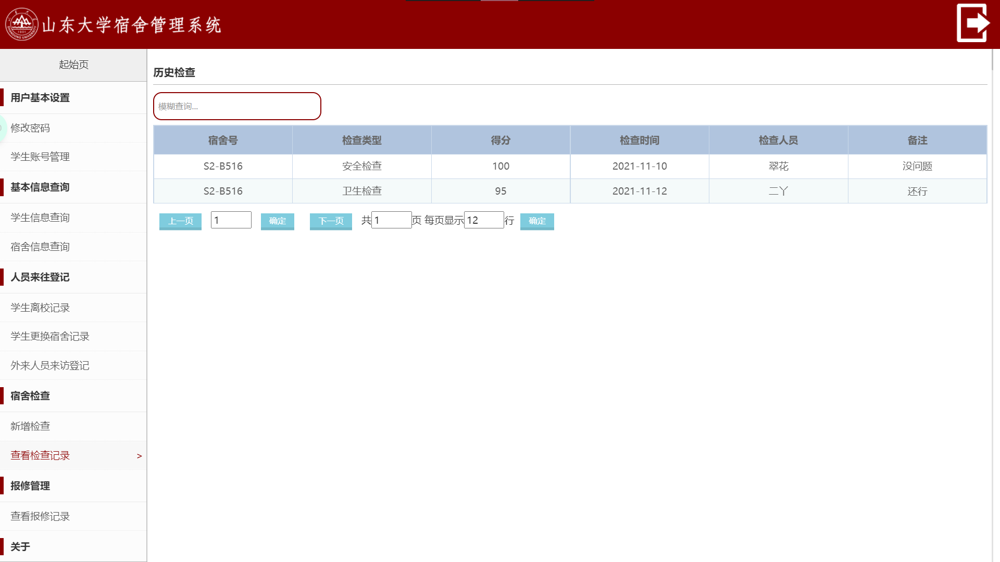 山东大学宿舍管理系统
SHANDONG UNIVERSITY
1901
起始页
用户基本设置
修改密码
学生账号管理
基本信息查询
学生信息查询
宿舍信息查询
人员来往登记
学生离校记录
学生更换宿舍记录
外来人员来访登记
宿舍检查
新增检查
查看检查记录 >
报修管理
查看报修记录
关于
历史检查
模糊查询...
宿舍号 检查类型 得分 检查时间 检查人员 备注
S2-B516 安全检查 100 2021-11-10 翠花 没问题
S2-B516 卫生检查 95 2021-11-12 二丫 还行
上一页 1 确定 下一页 共1页 每页显示12行 确定